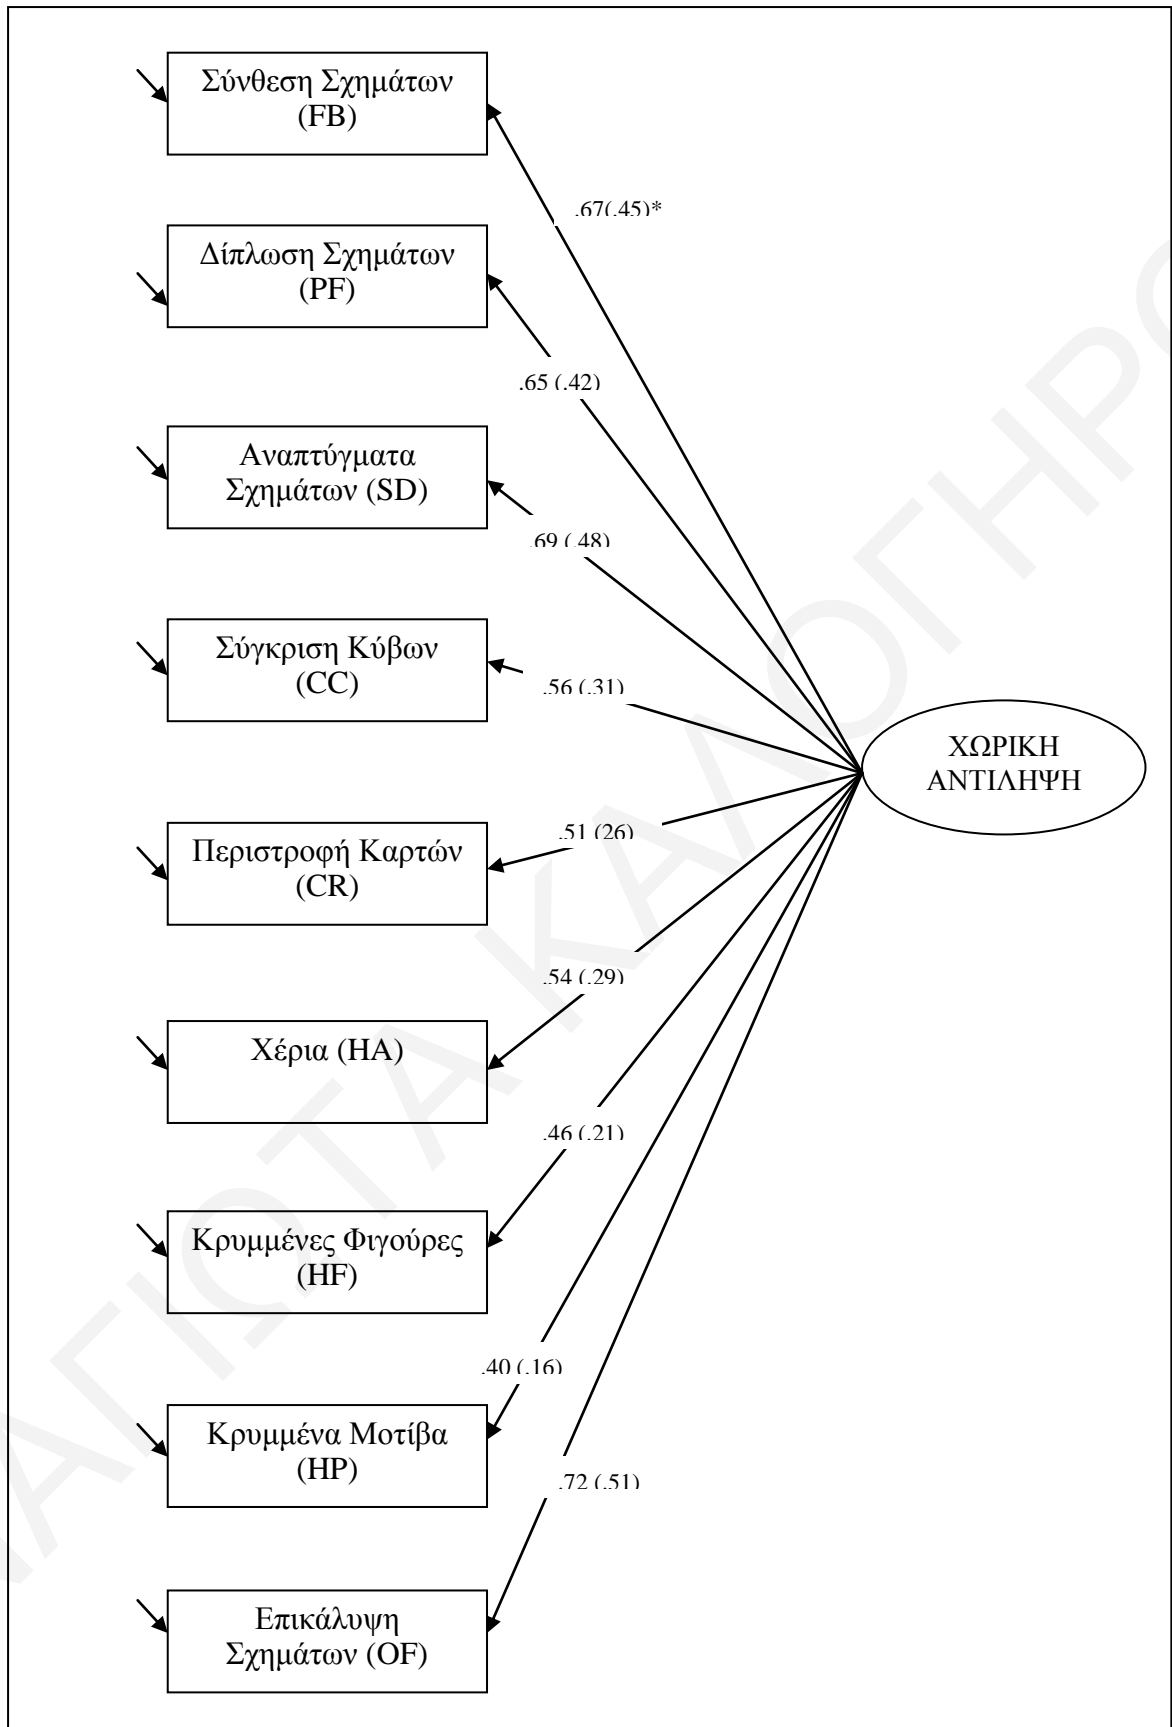 Σύνθεση Σχημάτων
(FB)
.67(.45)*
Δίπλωση Σχημάτων
(PF)
.65 (.42)
Αναπτύγματα
Σχημάτων (SD)
.69 (.48)
Σύγκριση Κύβων
(CC)
.56 (.31)
ΧΩΡΙΚΗ
ΑΝΤΙΛΗΨΗ
Περιστροφή Καρτών
(CR)
.51 (26)
.54 (.29)
Χέρια (HA)
.46 (.21)
Κρυμμένες Φιγούρες
(HF)
.40 (.16)
Κρυμμένα Μοτίβα
(HP)
.72 (.51)
Επικάλυψη
Σχημάτων (OF)
ΑΓΙΩΤΑ ΚΑΛΟΓΗΡΟ